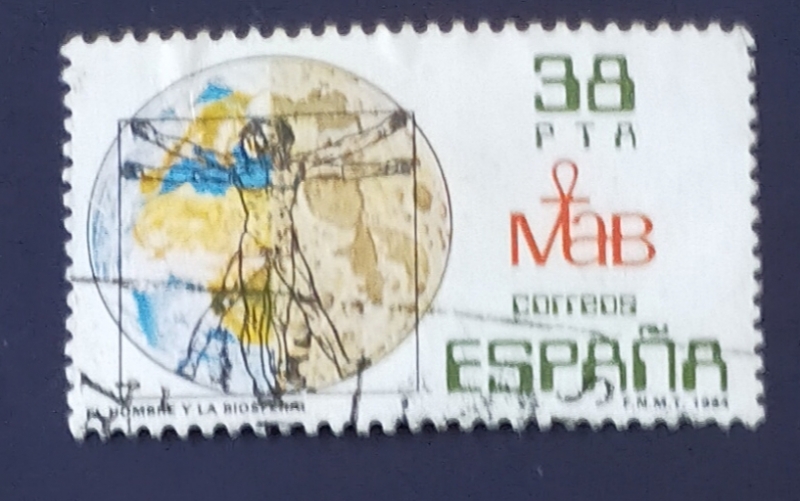 38
PTA
MaB
correos
ESPAÑA
EL HOMBRE Y LA BIOSFERA
F.N.M.T. 1984